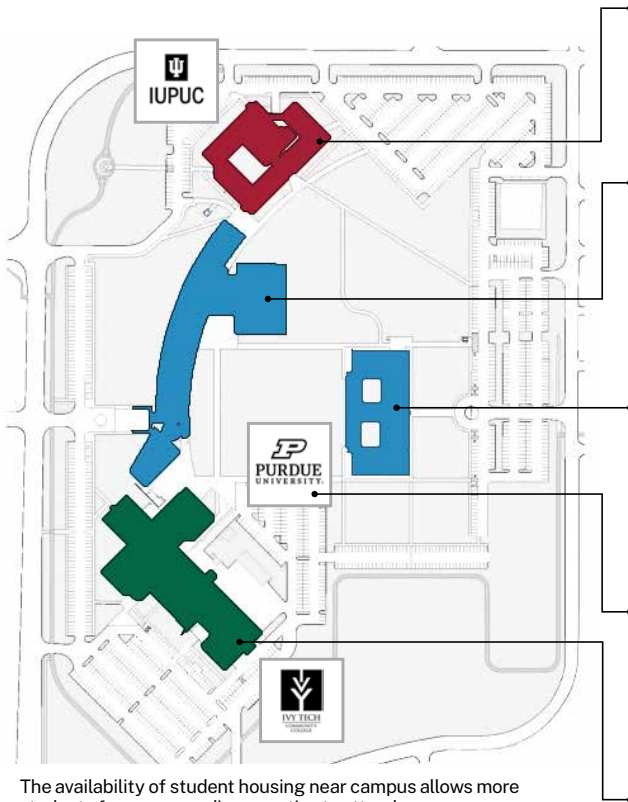 IUPUC
PURDUE
UNIVERSITY.
IVY TECH
COMMUNITY
COLLEGE
The availability of student housing near campus allows more